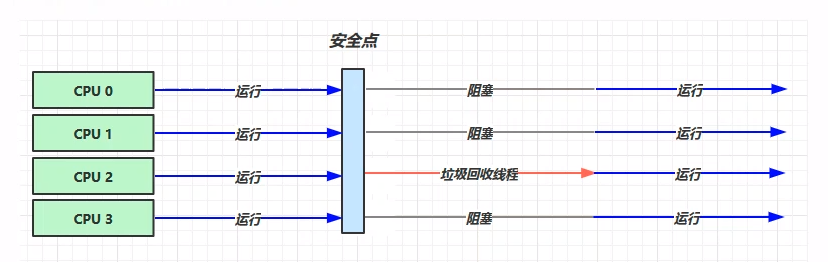 安全点
CPU 0 运行 阻塞 运行
CPU 1 运行 阻塞 运行
CPU 2 运行 垃圾回收线程 运行
CPU 3 运行 阻塞 运行